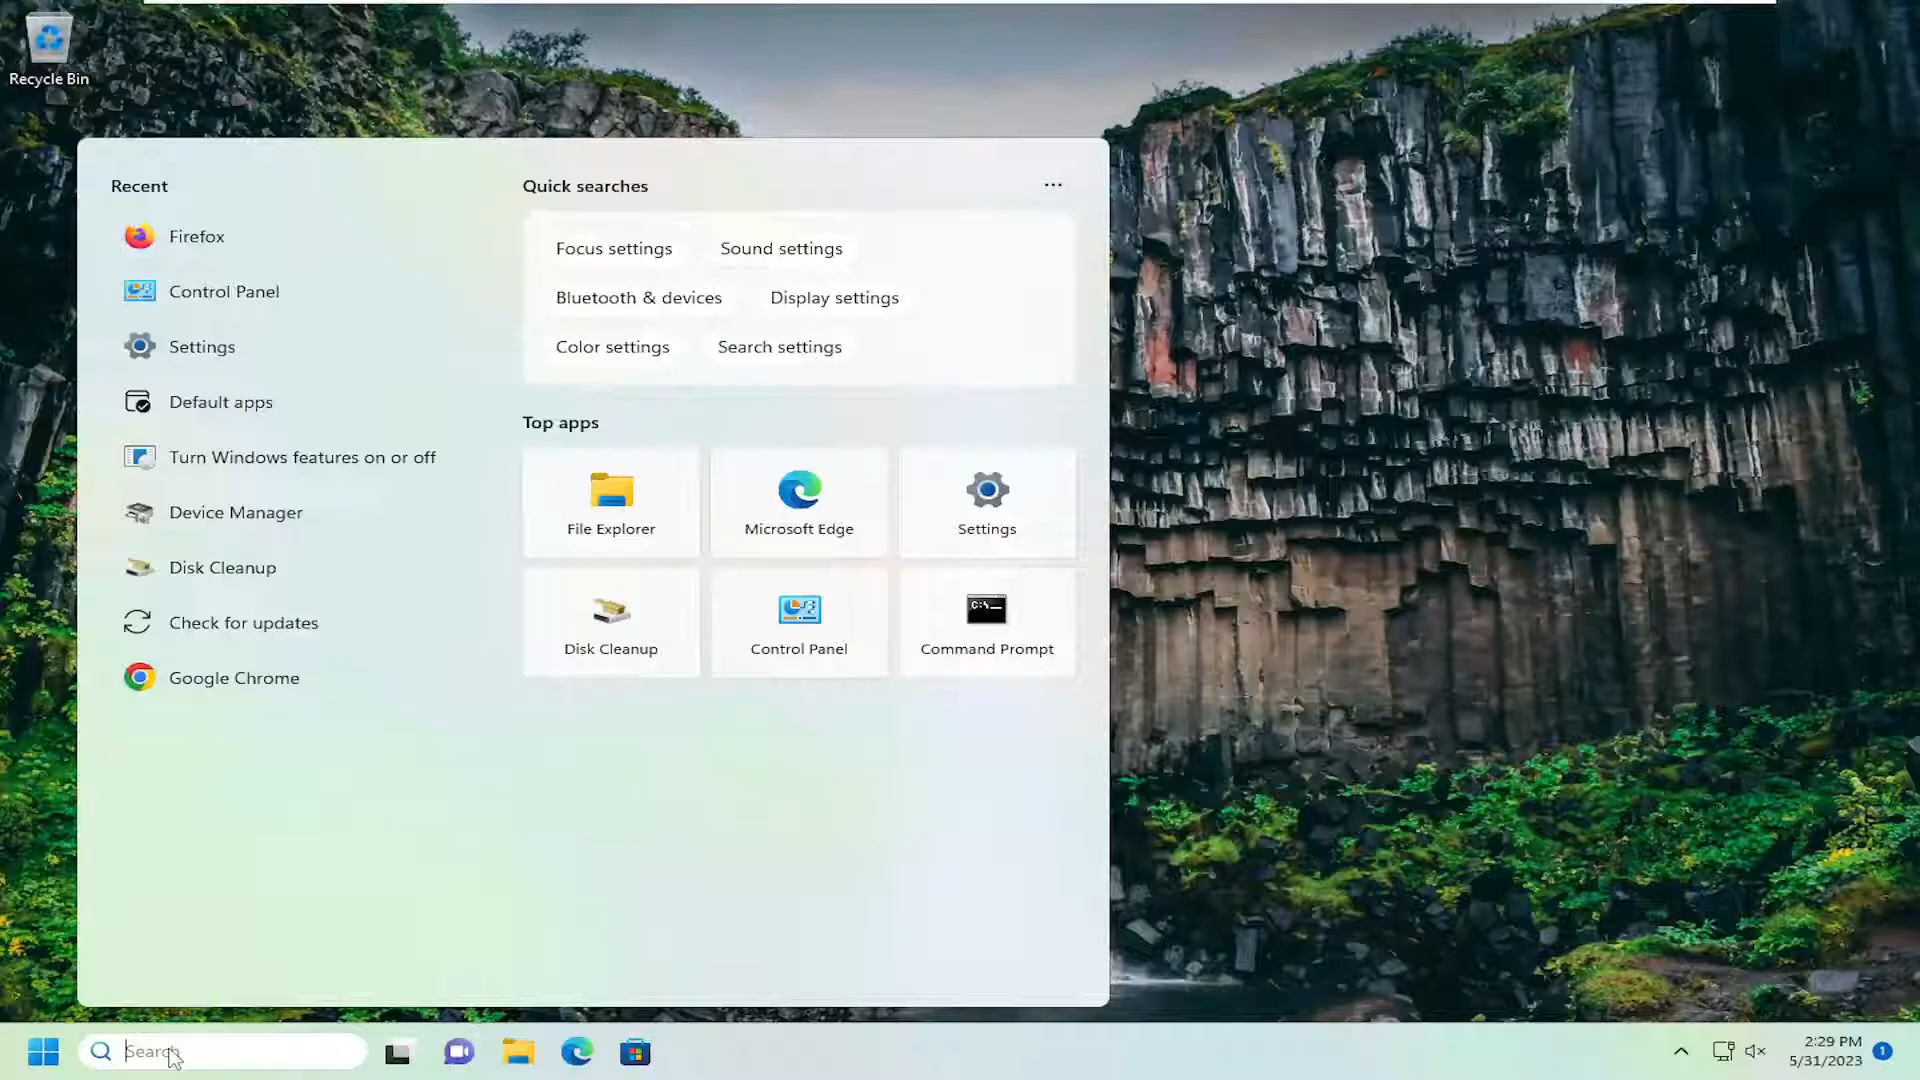 Recycle Bin
Recent
Firefox
Control Panel
Settings
Default apps
Turn Windows features on or off
Device Manager
Disk Cleanup
Check for updates
Google Chrome
Quick searches
Focus settings
Sound settings
Bluetooth & devices
Display settings
Color settings
Search settings
Top apps
File Explorer
Microsoft Edge
Settings
Disk Cleanup
C:\
Control Panel
Command Prompt
Search
2:29 PM
5/31/2023
1